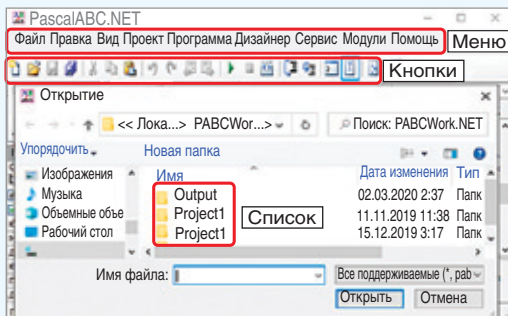 PascalABC.NET
Файл Правка Вид Проект Программа Дизайнер Сервис Модули Помощь Меню
Кнопки
Открытие
<< Лока...> PABCWor...> Поиск: PABCWork.NET
Упорядочить Новая папка
Имя Дата изменения Тип
Изображения Output 02.03.2020 2:37 Папк
Музыка Project1 11.11.2019 11:38 Папк
Объемные объе Project1 15.12.2019 3:17 Папк
Рабочий стол
Список
Имя файла: Все поддерживаемые (*, pab
Открыть Отмена